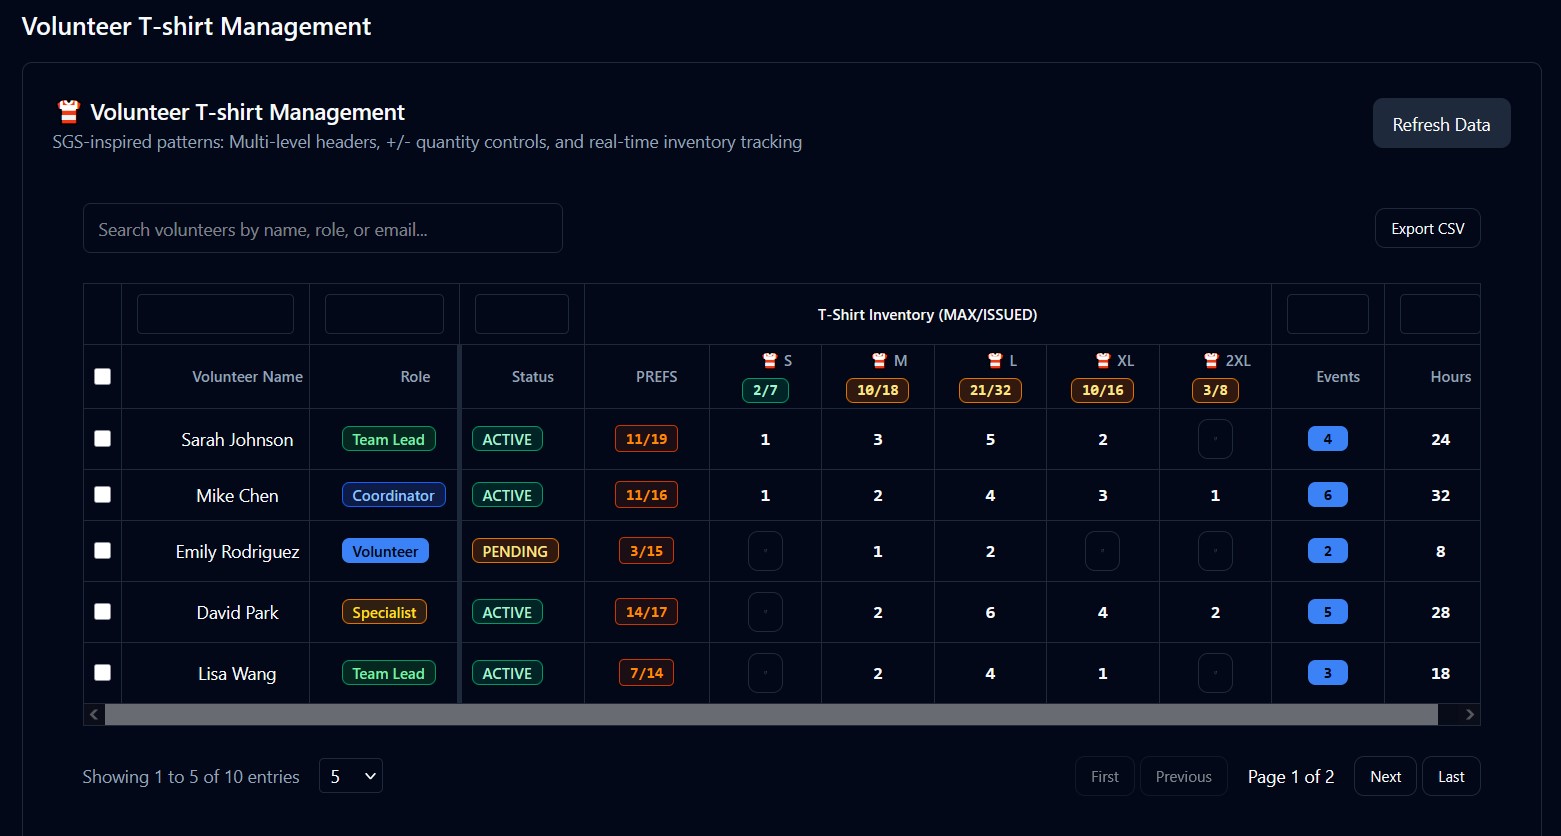 Volunteer T-shirt Management
Volunteer T-shirt Management
SGS-inspired patterns: Multi-level headers, +/- quantity controls, and real-time inventory tracking
Refresh Data
Search volunteers by name, role, or email...
Export CSV
T-Shirt Inventory (MAX/ISSUED)
Volunteer Name Role Status PREFS S M L XL 2XL Events Hours
2/7 10/18 21/32 10/16 3/8
Sarah Johnson Team Lead ACTIVE 11/19 1 3 5 2 4 24
Mike Chen Coordinator ACTIVE 11/16 1 2 4 3 1 6 32
Emily Rodriguez Volunteer PENDING 3/15 1 2 2 8
David Park Specialist ACTIVE 14/17 2 6 4 2 5 28
Lisa Wang Team Lead ACTIVE 7/14 2 4 1 3 18
Showing 1 to 5 of 10 entries 5 First Previous Page 1 of 2 Next Last